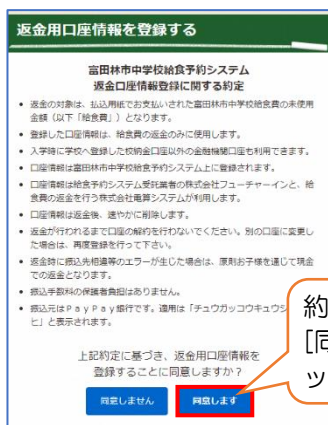 返金用口座情報を登録する
富田林市中学校給食予約システム
返金口座情報登録に関する約定
• 返金の対象は、払込用紙でお支払いされた富田林市中学校給食費の未使用
金額（以下「給食費」）となります。
• 登録した口座情報は、給食費の返金のみに使用します。
• 入学時に学校へ登録した校納金口座以外の金融機関口座も利用できます。
• 口座情報は富田林市中学校給食予約システム上に登録されます。
• 口座情報は給食予約システム受託業者の株式会社フューチャーインと、給
食費の返金を行う株式会社電算システムが利用します。
• 口座情報は返金後、速やかに削除します。
• 返金が行われるまで口座の解約を行わないでください。別の口座に変更し
た場合は、再度登録を行って下さい。
• 返金時に振込先相違等のエラーが生じた場合は、原則お子様を通じて現金
での返金となります。
• 振込手数料の保護者負担はありません。
• 振込元はＰａｙＰａｙ銀行です。適用は「チュウガッコウキュウシ
ヒ」と表示されます。
上記約定に基づき、返金用口座情報を
登録することに同意しますか？
同意しません
同意します
約
[同
ッ